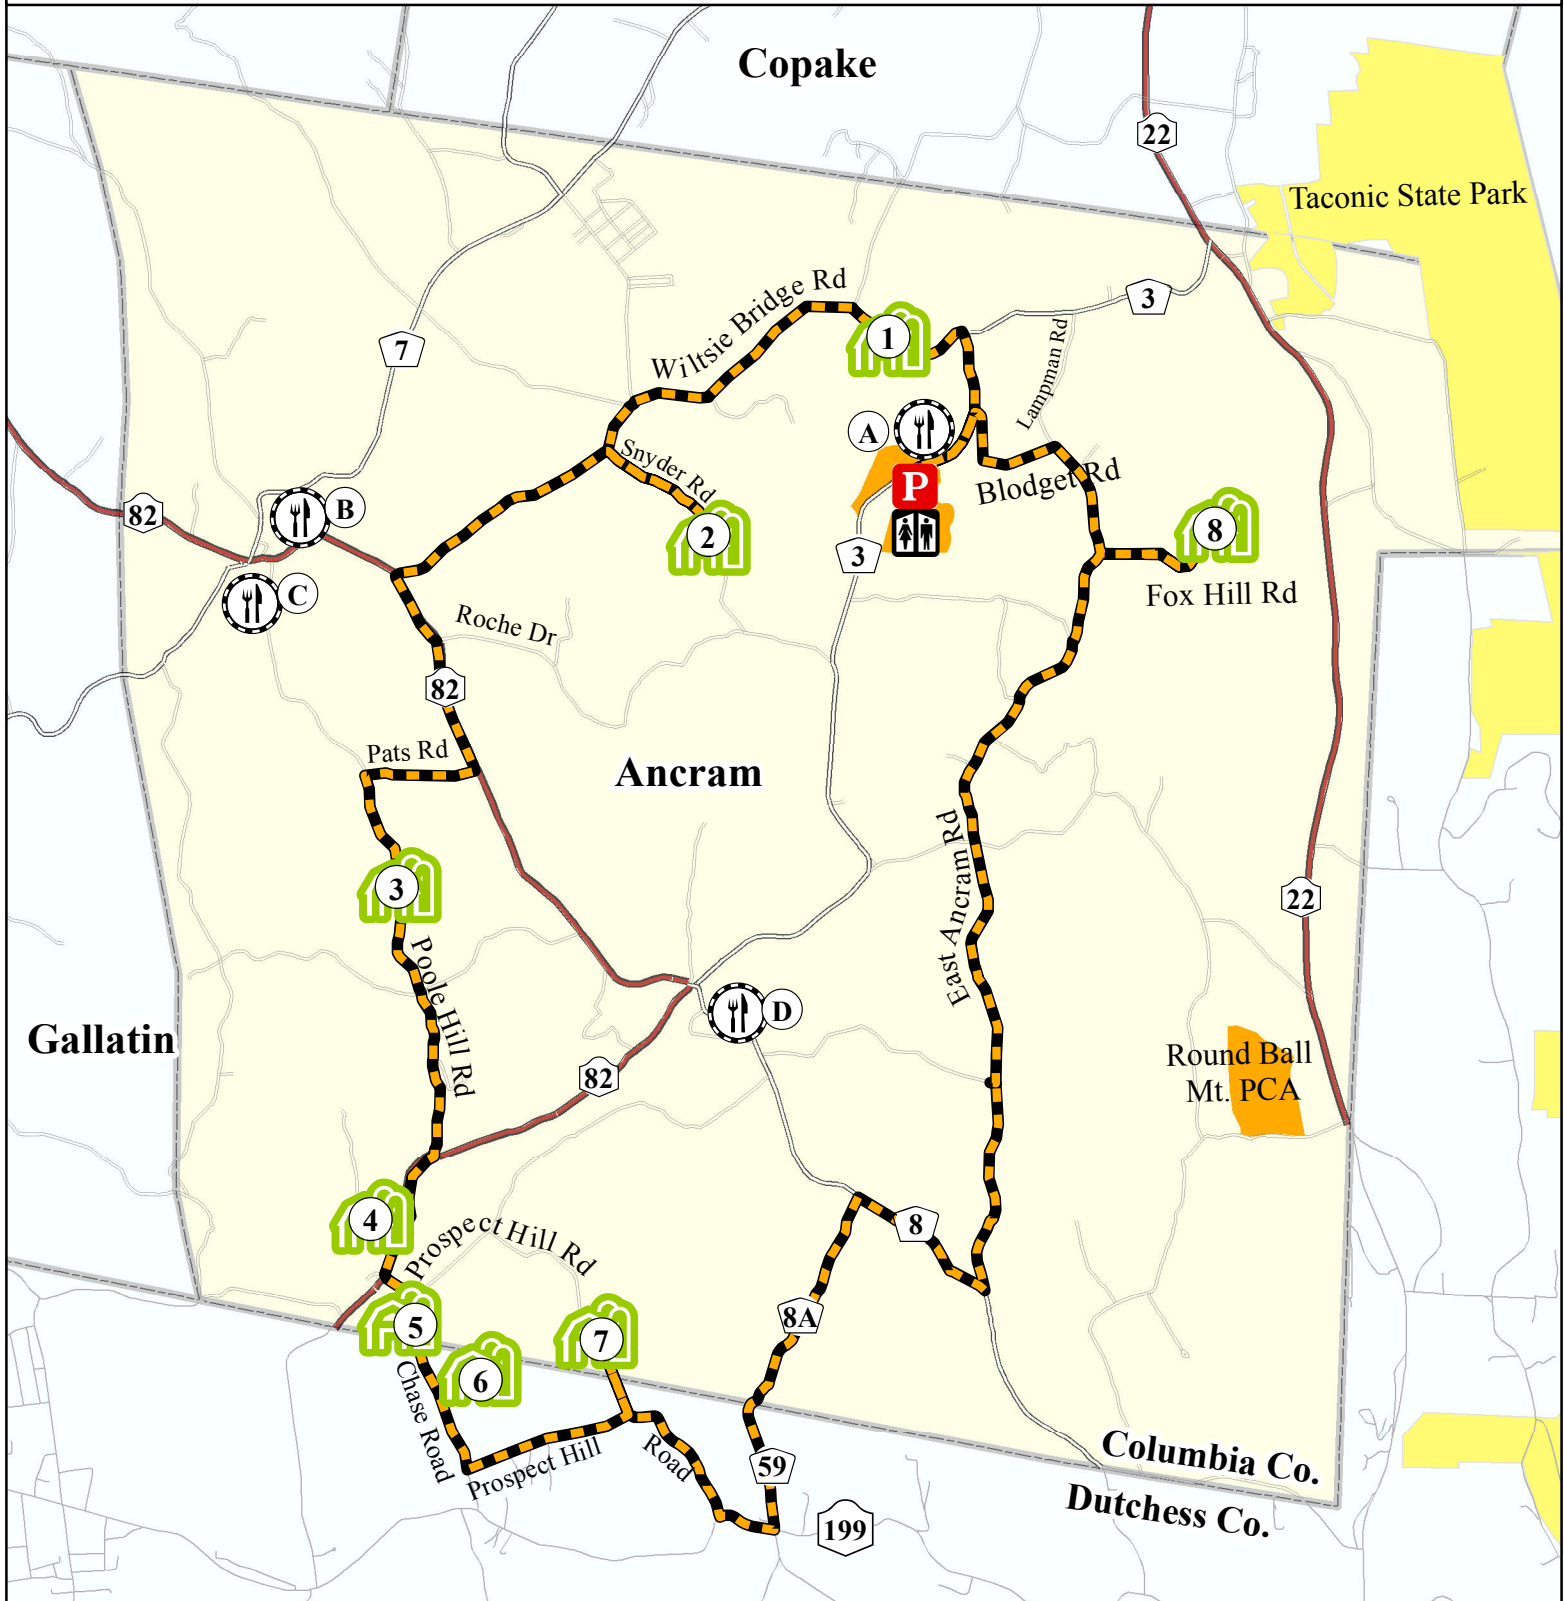 Copake
22
Taconic State Park
3
Wiltsie Bridge Rd
1
Lampman Rd
7
A
Snyder Rd
P
Blodget Rd
82
B
2
8
3
C
Fox Hill Rd
Roche Dr
82
Pats Rd
Ancram
East Ancram Rd
3
22
Poole Hill Rd
D
Gallatin
Round Ball
Mt. PCA
82
4
Prospect Hill Rd
8
5
7
8A
6
Chase Road
Prospect Hill
Road
59
Columbia Co.
Dutchess Co.
199